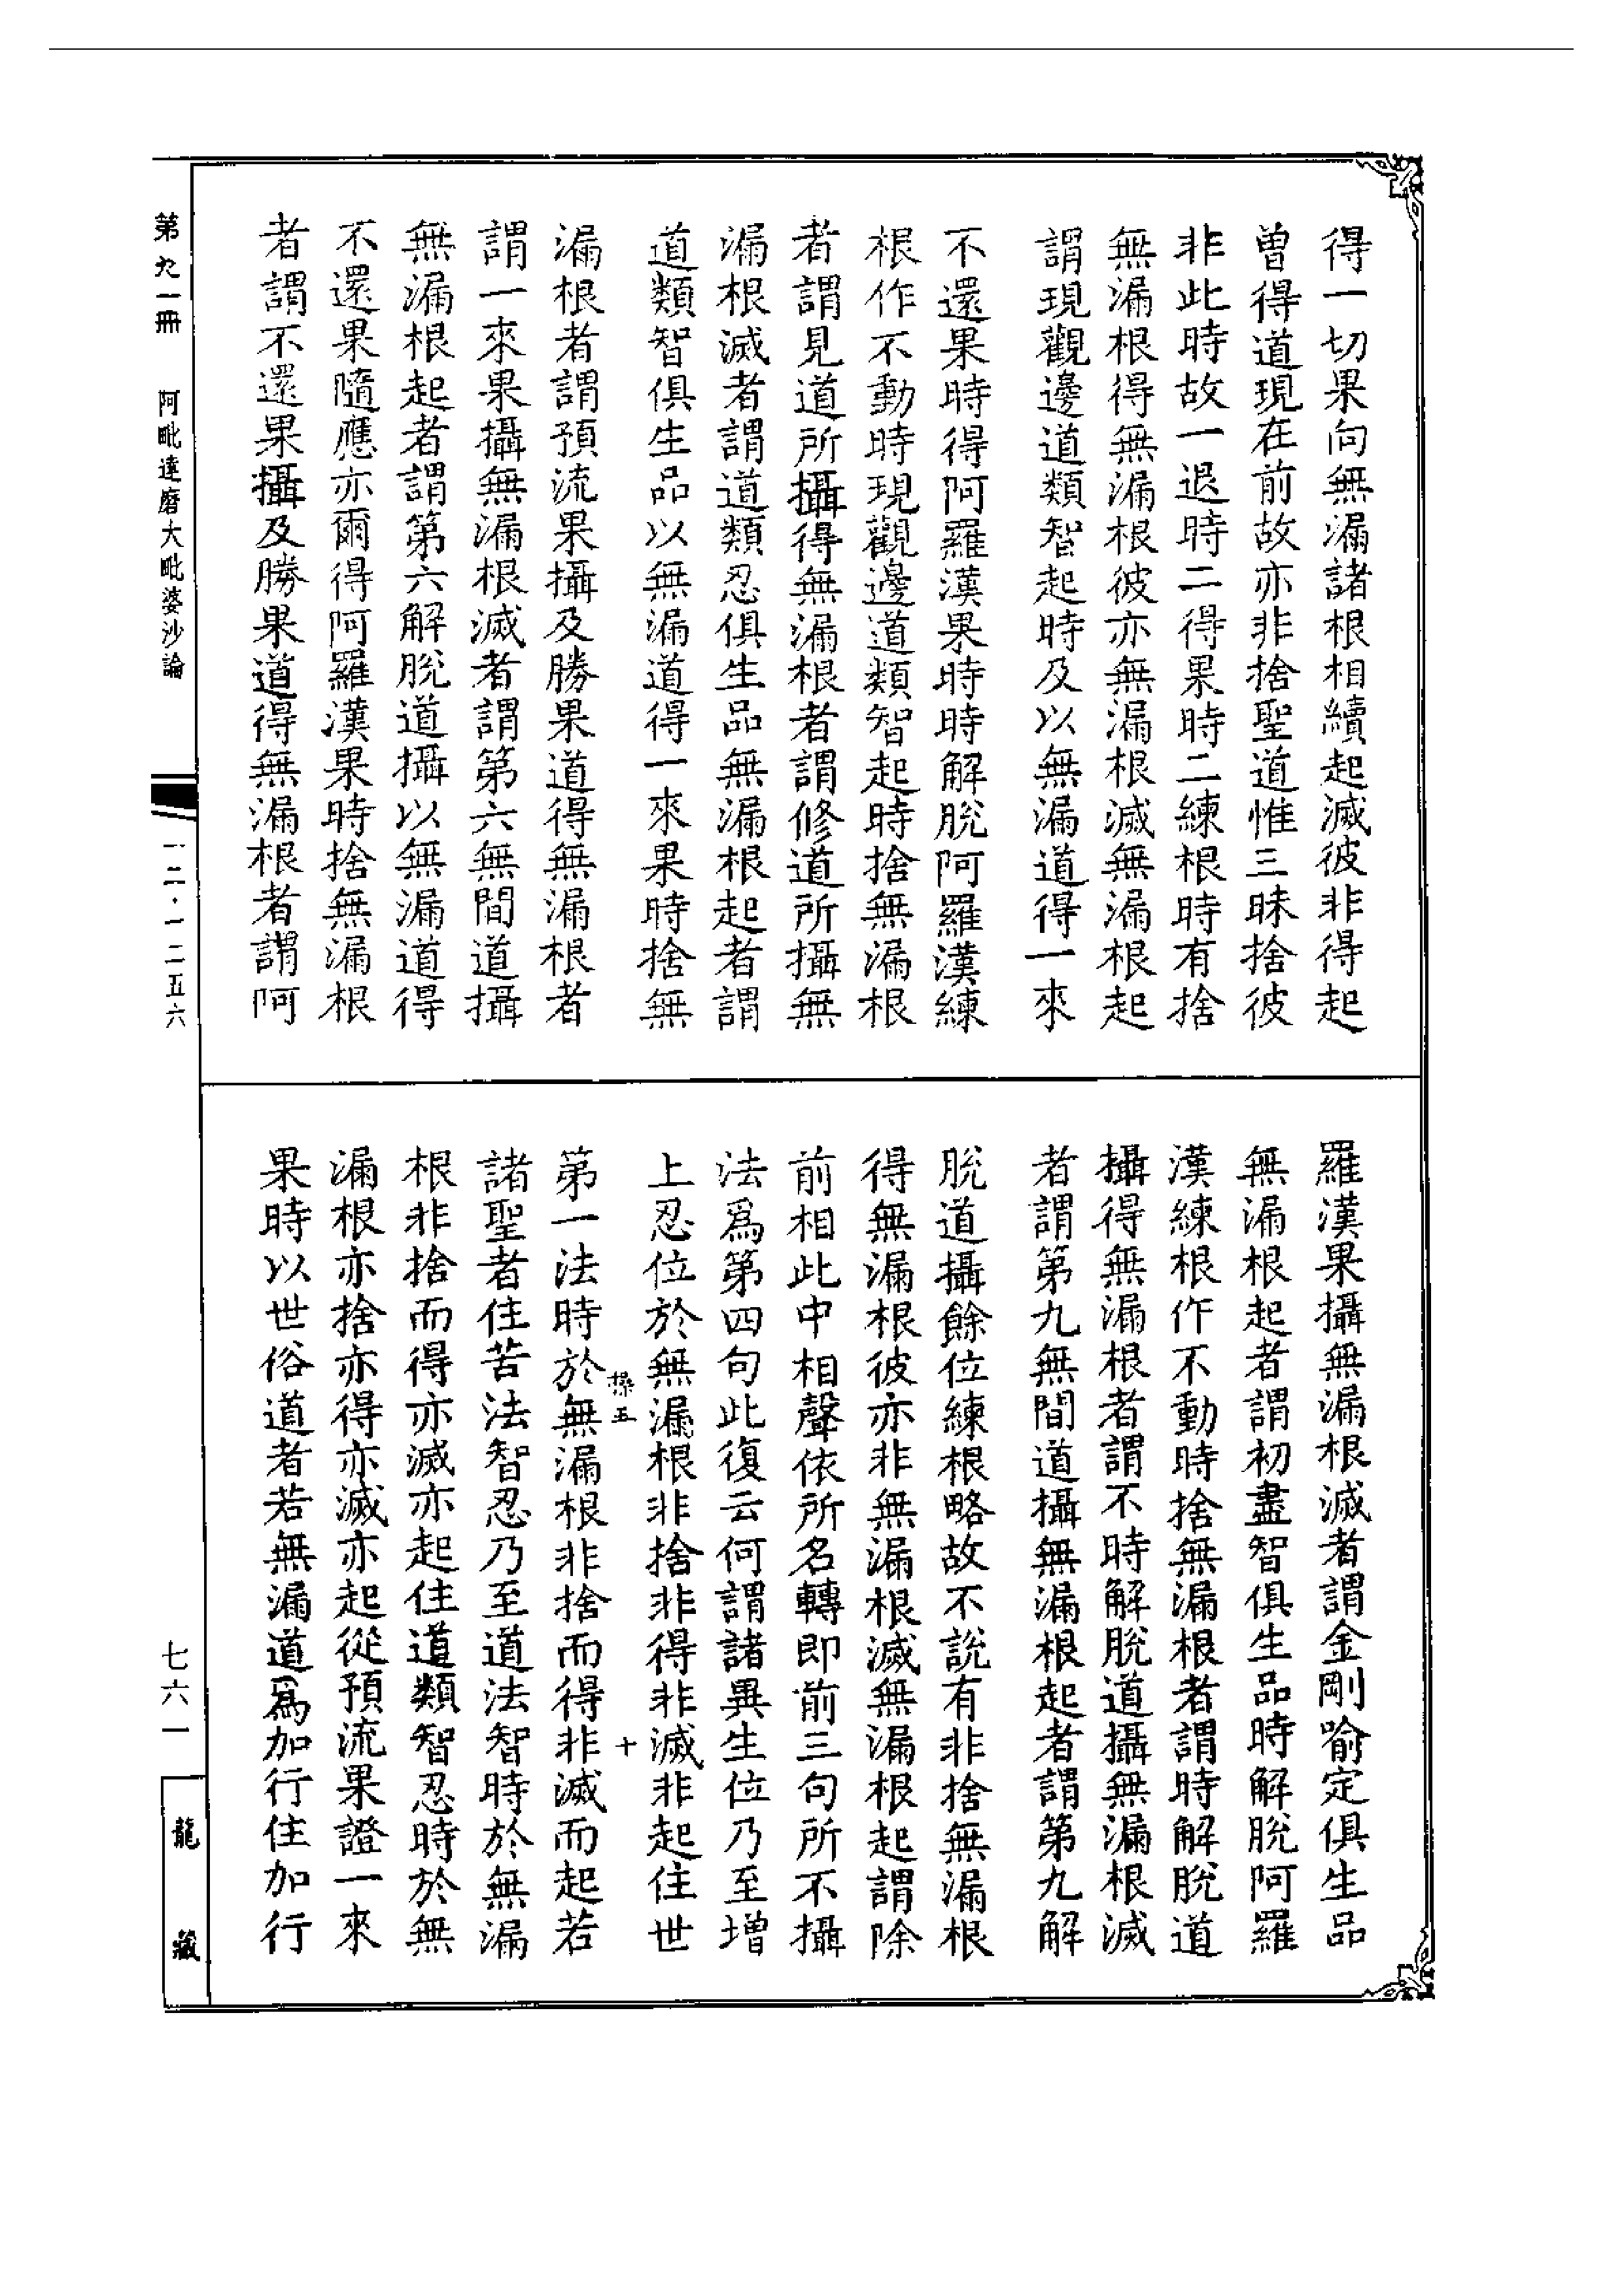 得一切果向無漏諸根相續起滅彼非得起
曾得道現在前故亦非捨聖道惟三昧捨彼
非此時故一退時二得果時二練根時有捨
無漏根得無漏根彼亦無漏根滅無漏根起
謂現觀邊道類智起時及以無漏道得一來
不還果時得阿羅漢果時時解脫阿羅漢練
根作不動時現觀邊道類智起時捨無漏根
者謂見道所攝得無漏根者謂修道所攝無
漏根滅者謂道類忍俱生品無漏根起者謂
道類智俱生品以無漏道得一來果時捨無
漏根者謂預流果攝及勝果道得無漏根者
謂一來果攝無漏根滅者謂第六無間道攝
無漏根起者謂第六解脫道攝以無漏道得
不還果隨應亦爾得阿羅漢果時捨無漏根
者謂不還果攝及勝果道得無漏根者謂阿
羅漢果攝無漏根滅者謂金剛喻定俱生品
無漏根起者謂初盡智俱生品時解脫阿羅
漢練根作不動時捨無漏根者謂時解脫道
攝得無漏根者謂不時解脫道攝無漏根滅
者謂第九無間道攝無漏根起者謂第九解
脫道攝餘位練根略故不說有非捨無漏根
得無漏根彼亦非無漏根滅無漏根起謂除
前相此中相聲依所名轉即前三句所不攝
法爲第四句此復云何謂諸異生位乃至增
上忍位於無漏根非捨非得非滅非起住世
第一法時於無漏根非捨而得非滅而起若
諸聖者住苦法智忍乃至道法智時於無漏
根非捨而得亦滅亦起住道類智忍時於無
漏根亦捨亦得亦滅亦起從預流果證一來
果時以世俗道者若無漏道爲加行住加行
操五
十
第九一冊
阿毗達磨大毗婆沙論
一二·一二五六
七六一
龍藏